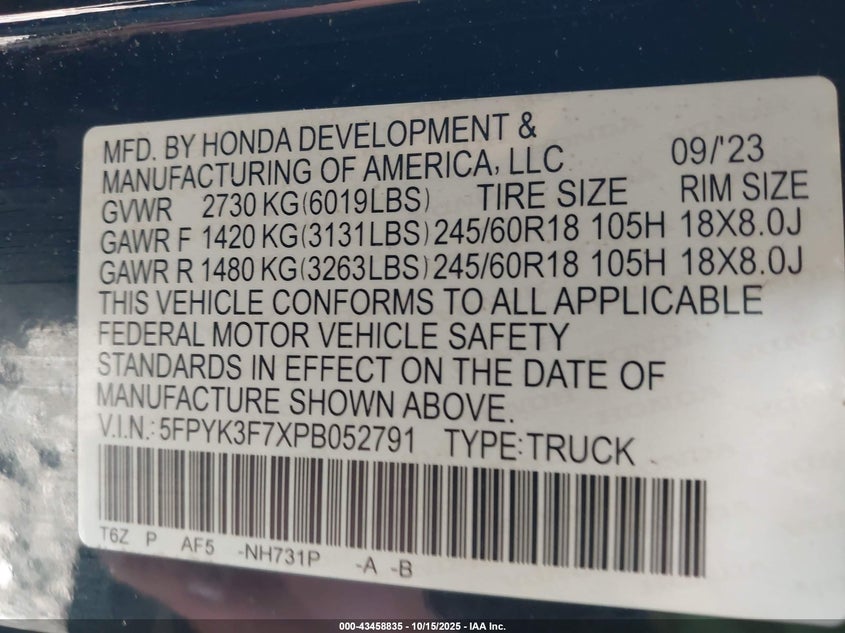 MFD. BY HONDA DEVELOPMENT &
MANUFACTURING OF AMERICA, LLC 09/'23
GVWR 2730 KG(6019LBS) TIRE SIZE RIM SIZE
GAWR F 1420 KG(3131LBS) 245/60R18 105H 18X8.0J
GAWR R 1480 KG(3263LBS) 245/60R18 105H 18X8.0J
THIS VEHICLE CONFORMS TO ALL APPLICABLE
FEDERAL MOTOR VEHICLE SAFETY
STANDARDS IN EFFECT ON THE DATE OF
MANUFACTURE SHOWN ABOVE.
V.I.N.: 5FPYK3F7XPB052791 TYPE: TRUCK
T6Z P AF5 -NH731P -A -B
000-43458835 - 10/15/2025 - IAA Inc.